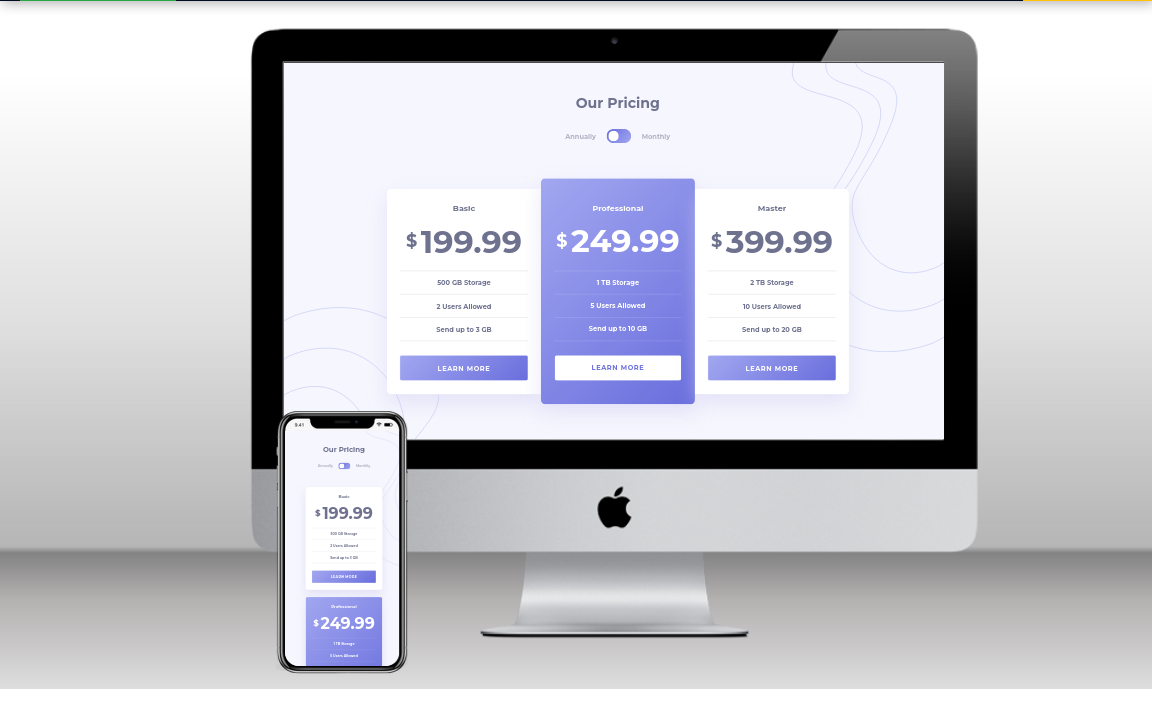 Our Pricing
Annually Monthly
Basic
$199.99
500 GB Storage
2 Users Allowed
Send up to 3 GB
LEARN MORE
Professional
$249.99
1 TB Storage
5 Users Allowed
Send up to 10 GB
LEARN MORE
Master
$399.99
2 TB Storage
10 Users Allowed
Send up to 20 GB
LEARN MORE
9:41
Our Pricing
Annually Monthly
Basic
$199.99
500 GB Storage
2 Users Allowed
Send up to 3 GB
LEARN MORE
Professional
$249.99
1 TB Storage
5 Users Allowed